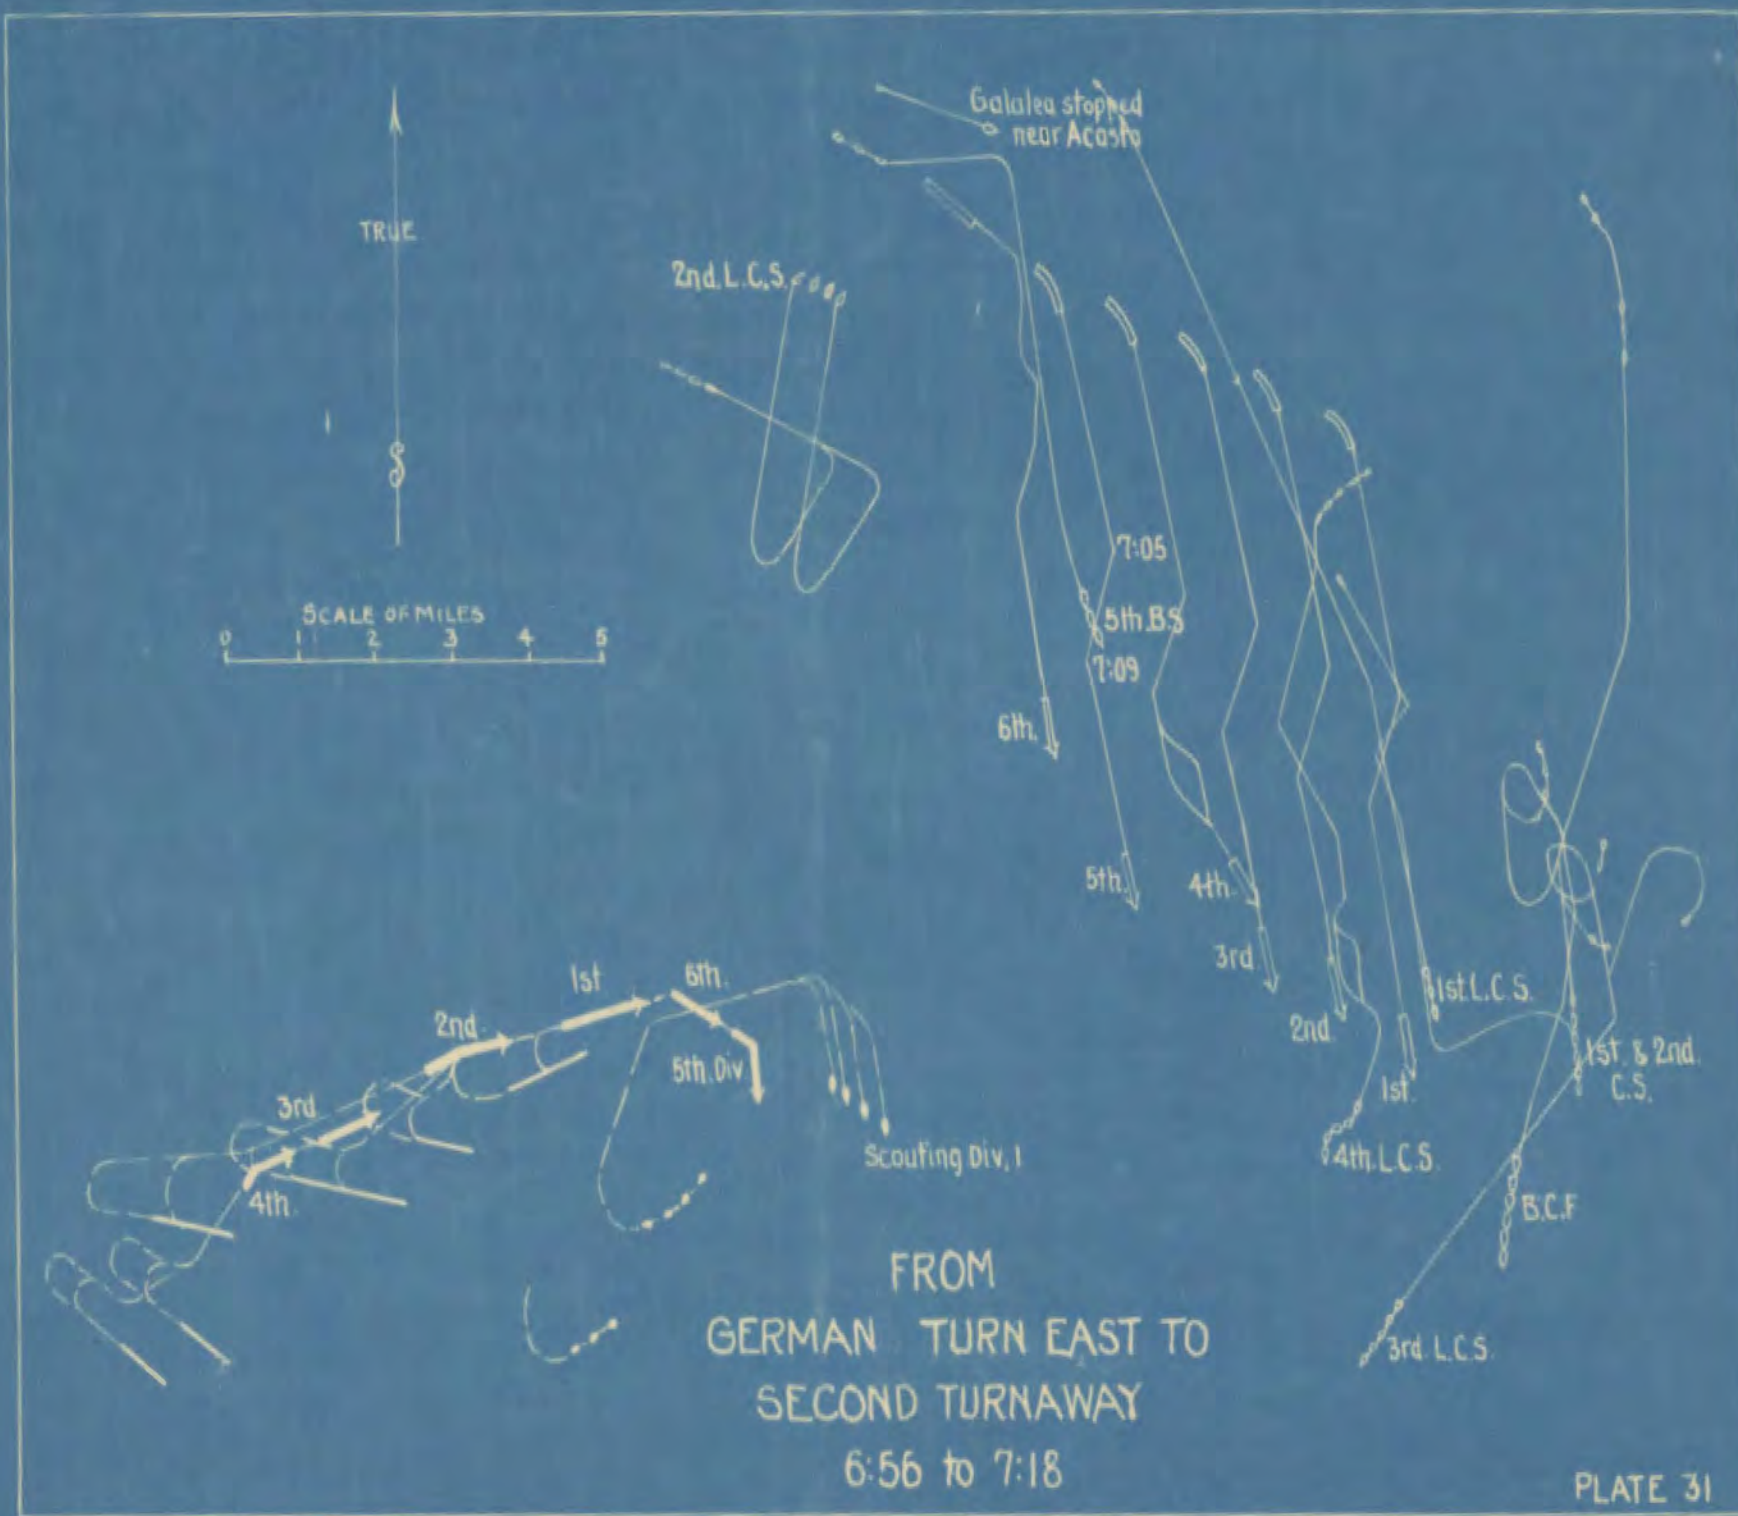 Galalea stopped
near Acasta
TRUE
2nd. L.C.S.
SCALE OF MILES
0 1 2 3 4 5
7:05
5th. B.S
7:09
6th.
5th.
4th.
3rd
2nd.
1st.
1st L.C.S.
1st. & 2nd.
C.S.
4th. L.C.S.
B.C.F
3rd. L.C.S.
1st
6th.
2nd.
5th. Div
3rd
4th.
Scouting Div, 1
FROM
GERMAN TURN EAST TO
SECOND TURNAWAY
6:56 to 7:18
PLATE 31